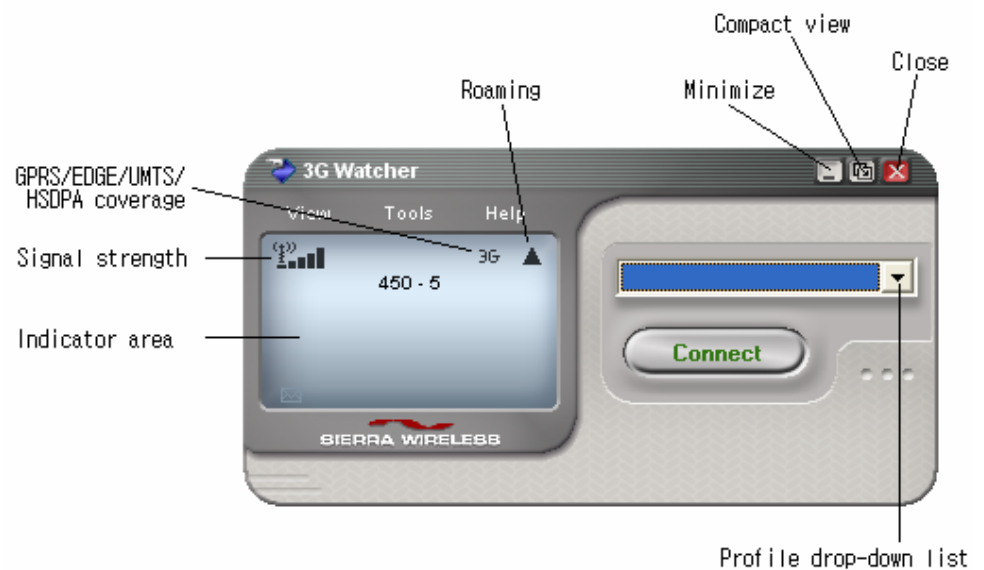 Compact view
Close
Roaming
Minimize
GPRS/EDGE/UMTS/
HSDPA coverage
3G Watcher
View Tools Help
Signal strength
3G
450 - 5
Indicator area
Connect
SIERRA WIRELESS
Profile drop-down list